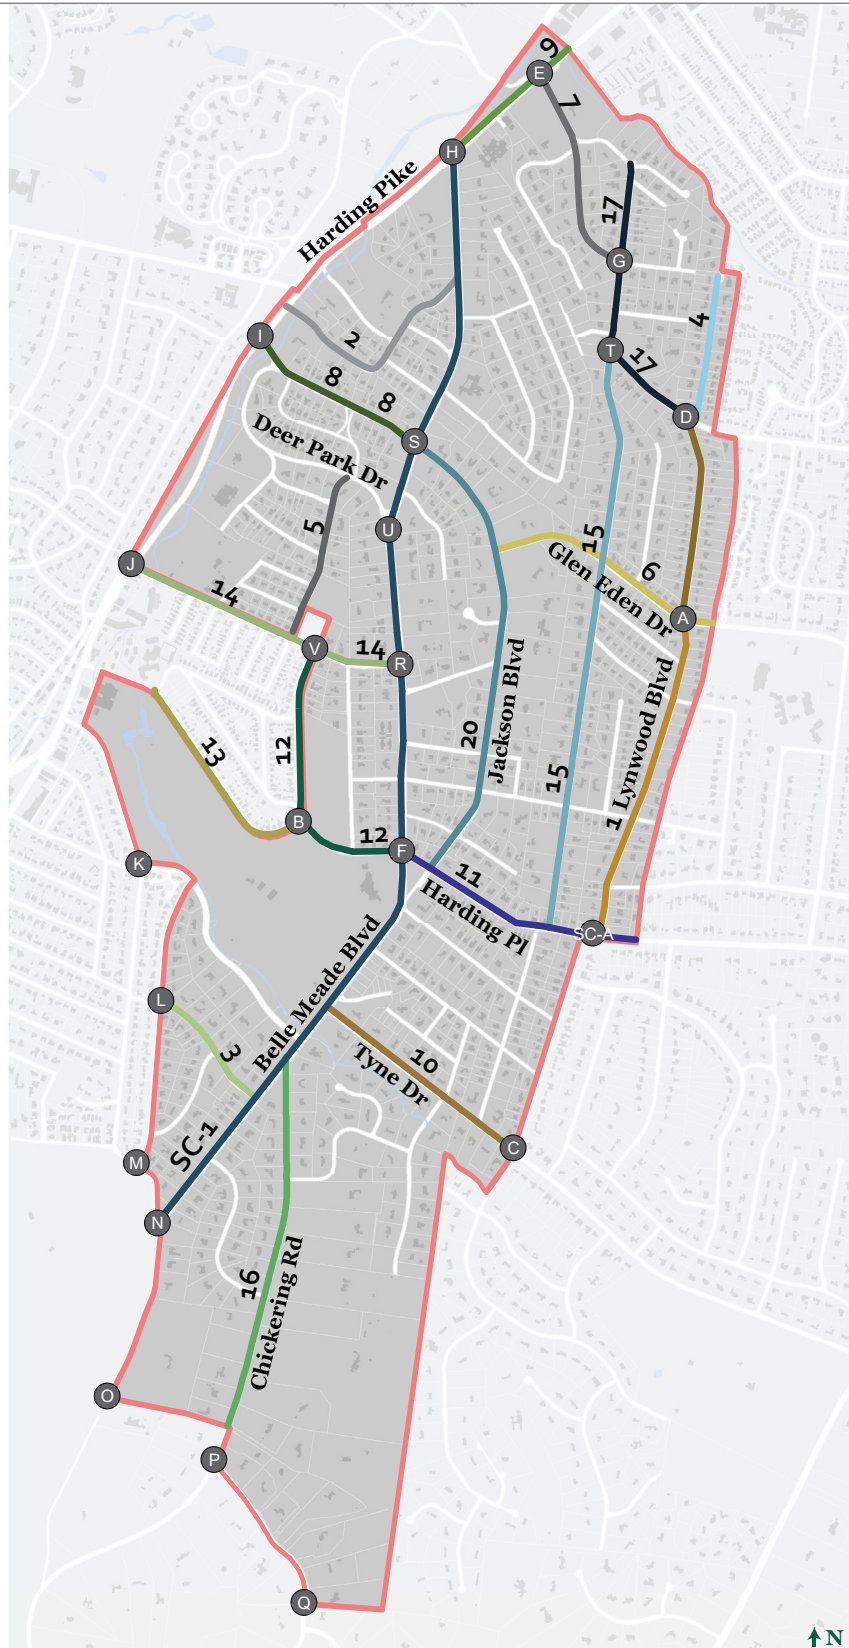 9
E
7
H
Harding Pike
17
G
4
I
2
T
17
8
8
D
Deer Park Dr
S
5
U
15
Glen Eden Dr
6
J
14
A
V
14
R
Jackson Blvd
20
Lynwood Blvd
13
12
15
1
B
12
F
K
11
Harding Pl
SC-A
Belle Meade Blvd
L
3
10
Tyne Dr
SC-1
C
M
N
16
Chickering Rd
O
P
Q
N